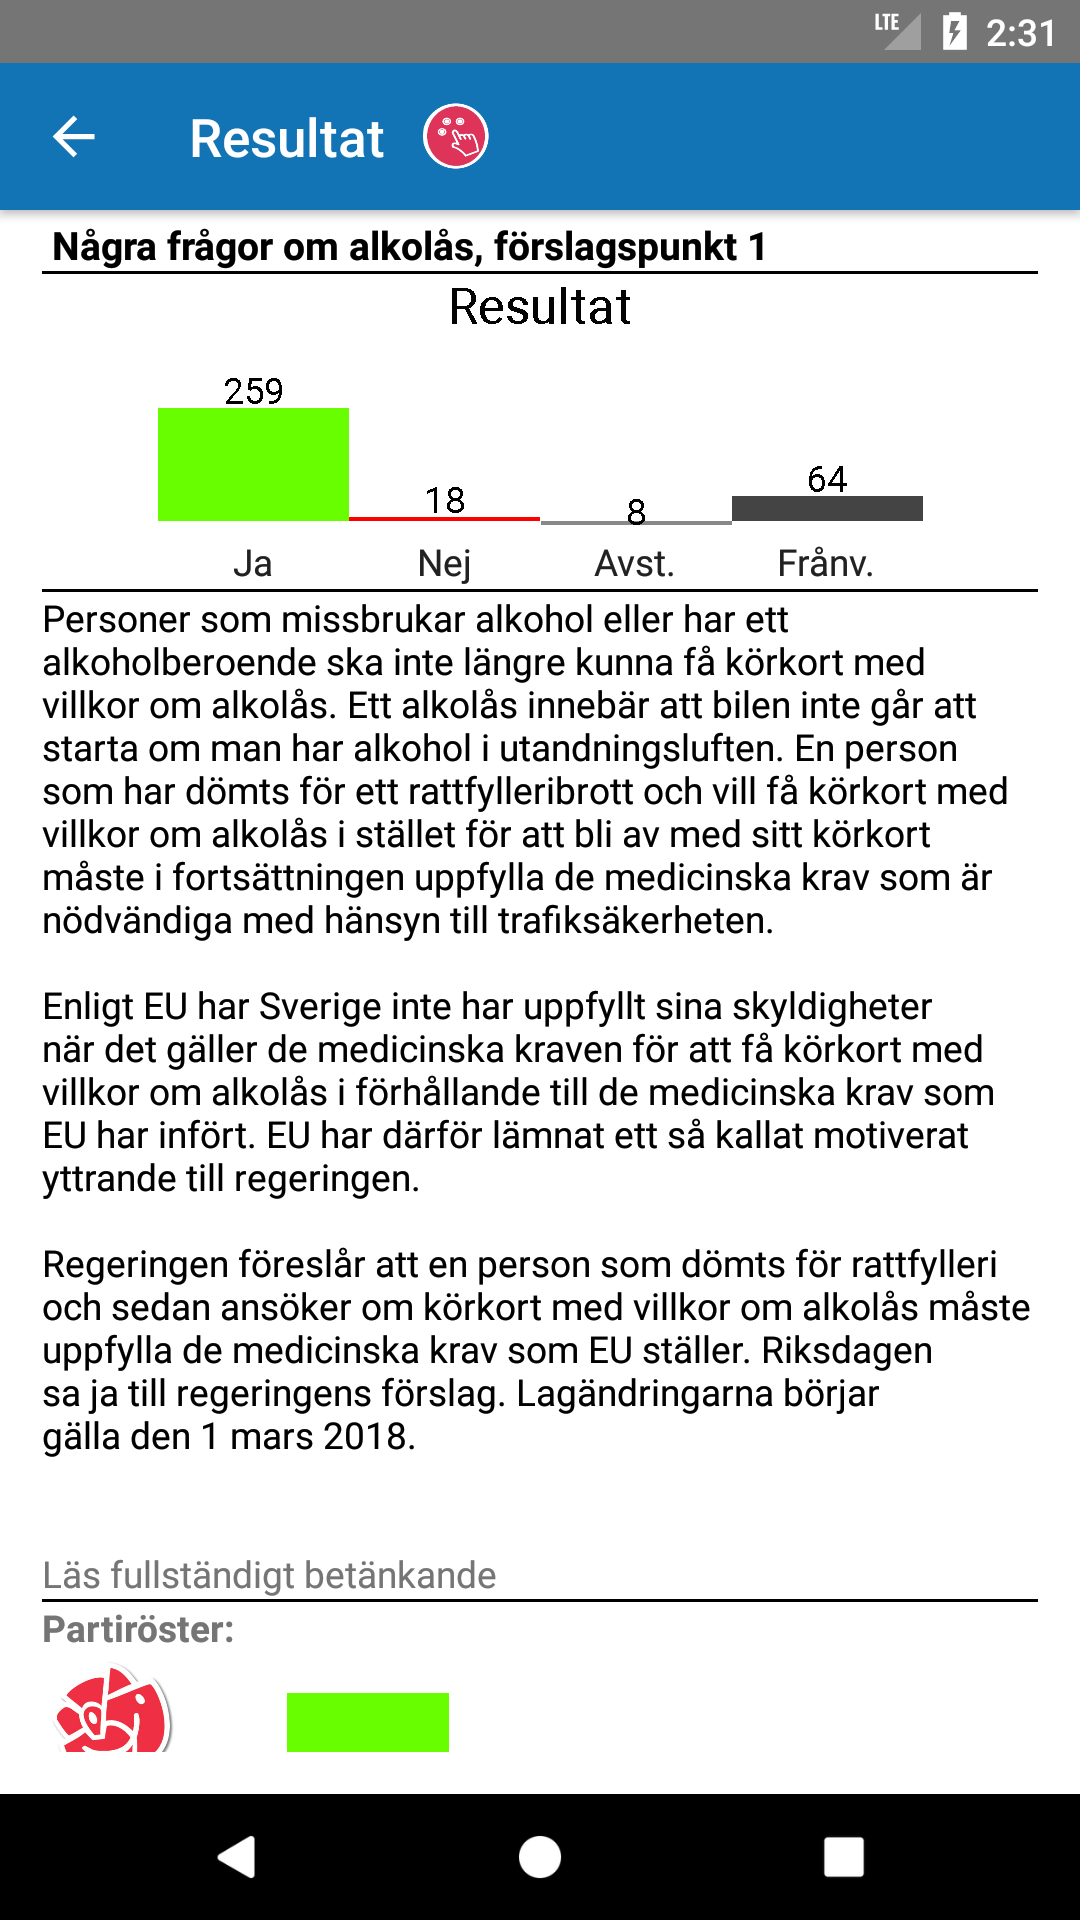 LTE 2:31
Resultat
Några frågor om alkolås, förslagspunkt 1
Resultat
259
18
8
64
Ja Nej Avst. Frånv.
Personer som missbrukar alkohol eller har ett
alkoholberoende ska inte längre kunna få körkort med
villkor om alkolås. Ett alkolås innebär att bilen inte går att
starta om man har alkohol i utandningsluften. En person
som har dömts för ett rattfylleribrott och vill få körkort med
villkor om alkolås i stället för att bli av med sitt körkort
måste i fortsättningen uppfylla de medicinska krav som är
nödvändiga med hänsyn till trafiksäkerheten.
Enligt EU har Sverige inte har uppfyllt sina skyldigheter
när det gäller de medicinska kraven för att få körkort med
villkor om alkolås i förhållande till de medicinska krav som
EU har infört. EU har därför lämnat ett så kallat motiverat
yttrande till regeringen.
Regeringen föreslår att en person som dömts för rattfylleri
och sedan ansöker om körkort med villkor om alkolås måste
uppfylla de medicinska krav som EU ställer. Riksdagen
sa ja till regeringens förslag. Lagändringarna börjar
gälla den 1 mars 2018.
Läs fullständigt betänkande
Partiröster: